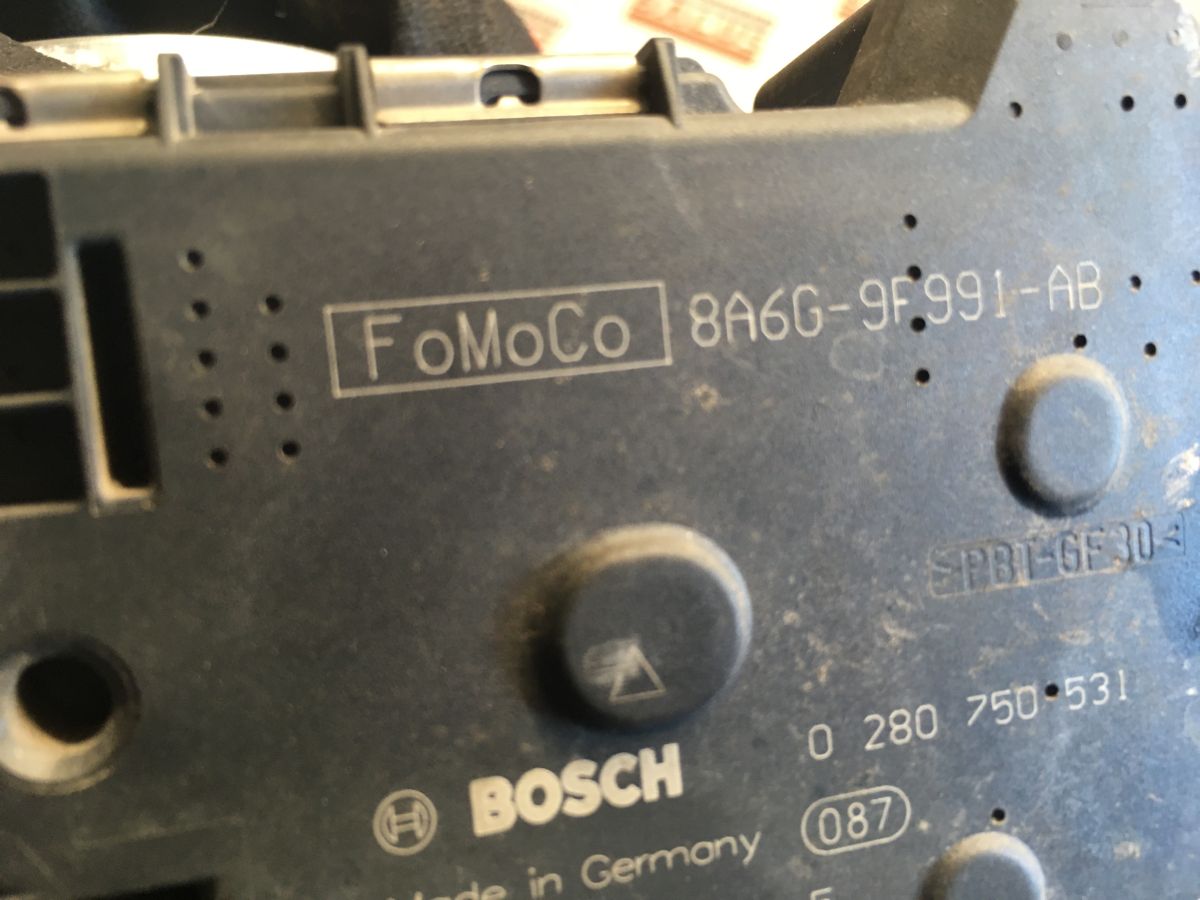 FoMoCo 8A6G-9F991-AB
>PBT-GF30<
0 280 750 531
BOSCH
087
Made in Germany